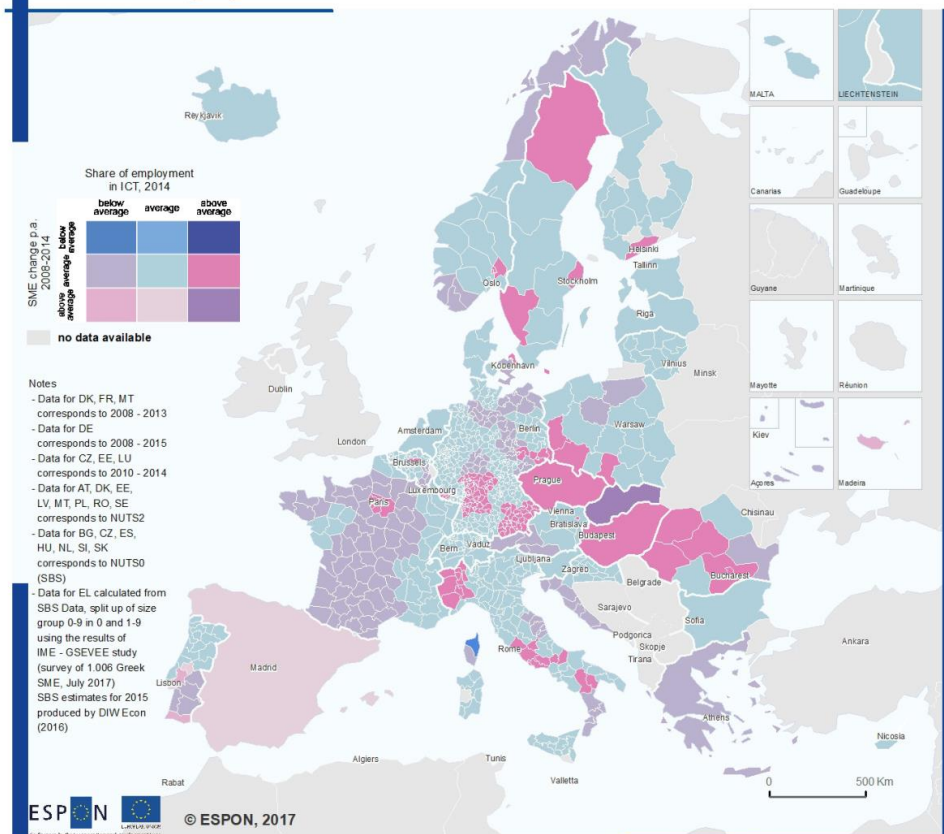 Reykjavik
MALTA
LIECHTENSTEIN
Canarias
Guadeloupe
Guyane
Martinique
Mayotte
Réunion
Kiev
Açores
Madeira
Share of employment
in ICT, 2014
below
average
average
above
average
SME change p.a.
2008-2014
below
average
average
above
average
no data available
Notes
- Data for DK, FR, MT
corresponds to 2008 - 2013
- Data for DE
corresponds to 2008 - 2015
- Data for CZ, EE, LU
corresponds to 2010 - 2014
- Data for AT, DK, EE,
LV, MT, PL, RO, SE
corresponds to NUTS2
- Data for BG, CZ, ES,
HU, NL, SI, SK
corresponds to NUTS0
(SBS)
- Data for EL calculated from
SBS Data, split up of size
group 0-9 in 0 and 1-9
using the results of
IME - GSEVEE study
(survey of 1.006 Greek
SME, July 2017)
SBS estimates for 2015
produced by DIW Econ
(2016)
Helsinki
Tallinn
Oslo
Stockholm
Riga
København
Vilnius
Minsk
Dublin
London
Amsterdam
Berlin
Warsaw
Brussels
Luxembourg
Prague
Paris
Vienna
Bratislava
Budapest
Chisinau
Bern
Vaduz
Ljubljana
Zagreb
Belgrade
Bucharest
Sarajevo
Sofia
Podgorica
Skopje
Tirana
Rome
Madrid
Lisbon
Ankara
Athens
Nicosia
Algiers
Tunis
Valletta
Rabat
0 500 Km
ESPON
© ESPON, 2017